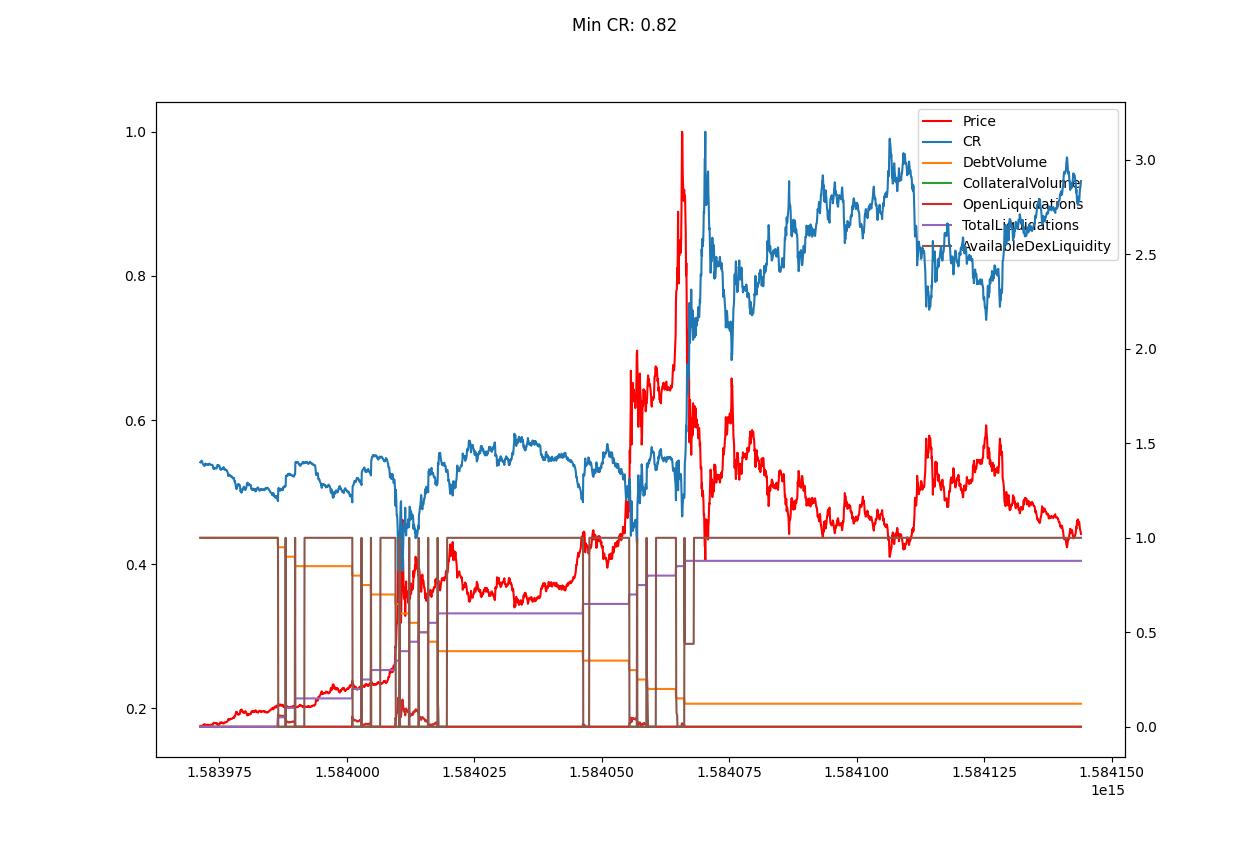 Min CR: 0.82
1.0
0.8
0.6
0.4
0.2
Price
CR
DebtVolume
CollateralVolume
OpenLiquidations
TotalLiquidations
AvailableDexLiquidity
3.0
2.5
2.0
1.5
1.0
0.5
0.0
1.583975 1.584000 1.584025 1.584050 1.584075 1.584100 1.584125 1.584150
1e15